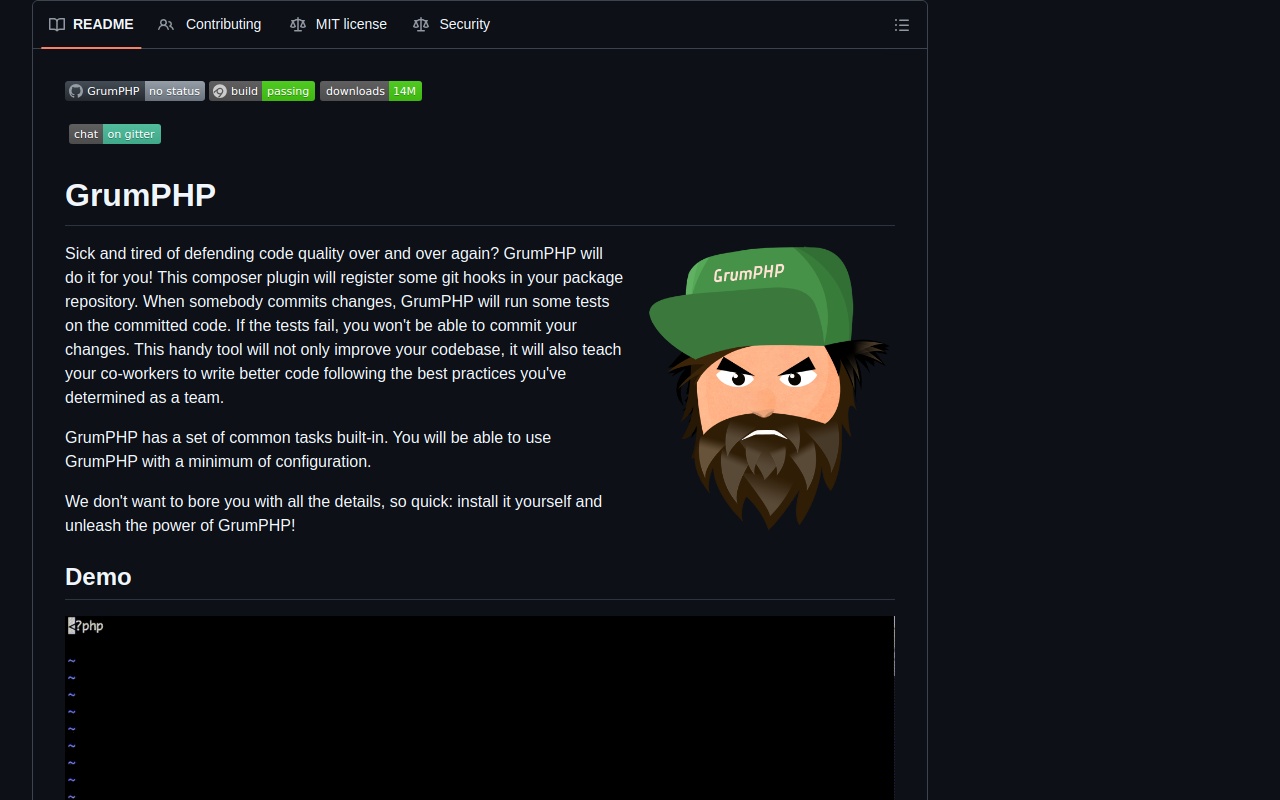 README Contributing MIT license Security
GrumPHP no status build passing downloads 14M
chat on gitter
GrumPHP
Sick and tired of defending code quality over and over again? GrumPHP will
do it for you! This composer plugin will register some git hooks in your package
repository. When somebody commits changes, GrumPHP will run some tests
on the committed code. If the tests fail, you won't be able to commit your
changes. This handy tool will not only improve your codebase, it will also teach
your co-workers to write better code following the best practices you've
determined as a team.
GrumPHP
GrumPHP has a set of common tasks built-in. You will be able to use
GrumPHP with a minimum of configuration.
We don't want to bore you with all the details, so quick: install it yourself and
unleash the power of GrumPHP!
Demo
<?php
~
~
~
~
~
~
~
~
~